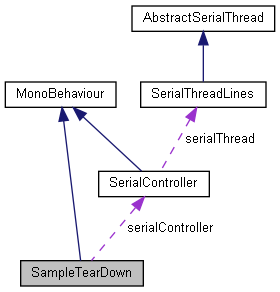 AbstractSerialThread
MonoBehaviour
SerialThreadLines
serialThread
SerialController
serialController
SampleTearDown